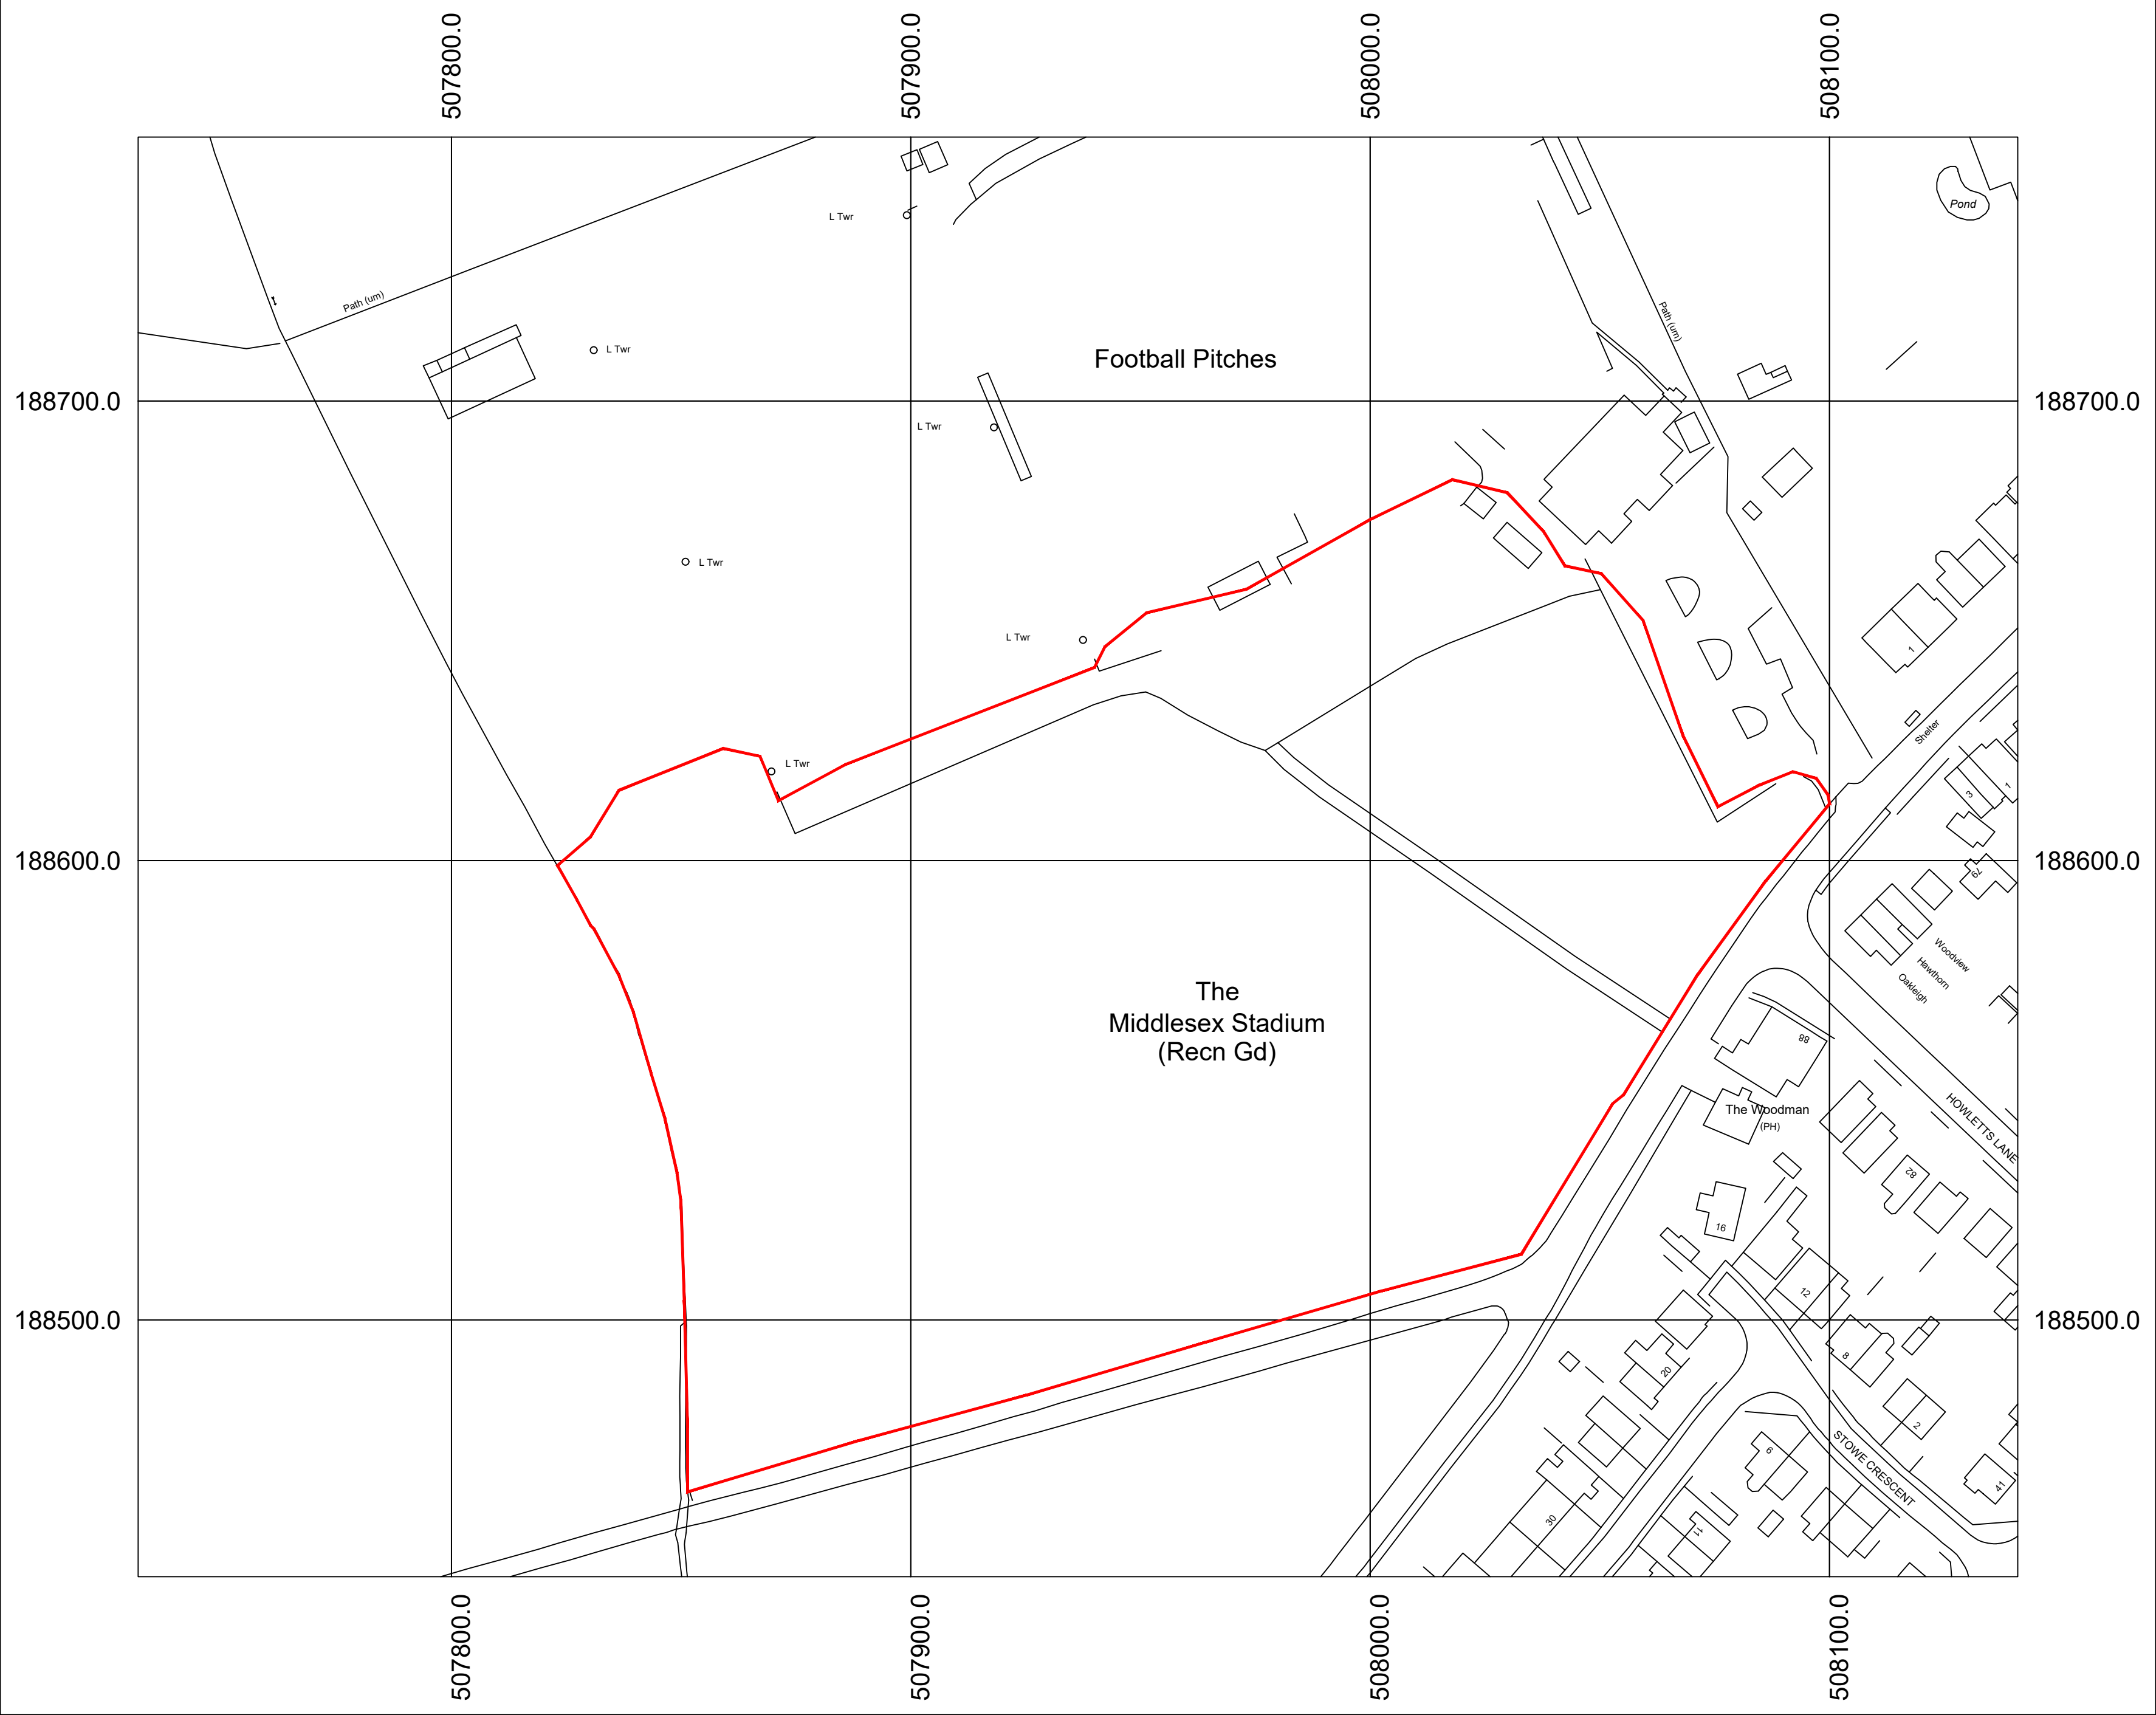 507800.0
507900.0
508000.0
508100.0
Pond
L Twr
Path (um)
Path (um)
L Twr
Football Pitches
188700.0
188700.0
L Twr
L Twr
L Twr
1
Shelter
L Twr
3
1
188600.0
188600.0
79
Woodview
Hawthorn
Oakleigh
The
Middlesex Stadium
(Recn Gd)
88
The Woodman
(PH)
HOWLETTS LANE
82
16
12
188500.0
188500.0
8
20
2
STOWE CRESCENT
6
41
30
11
507800.0
507900.0
508000.0
508100.0